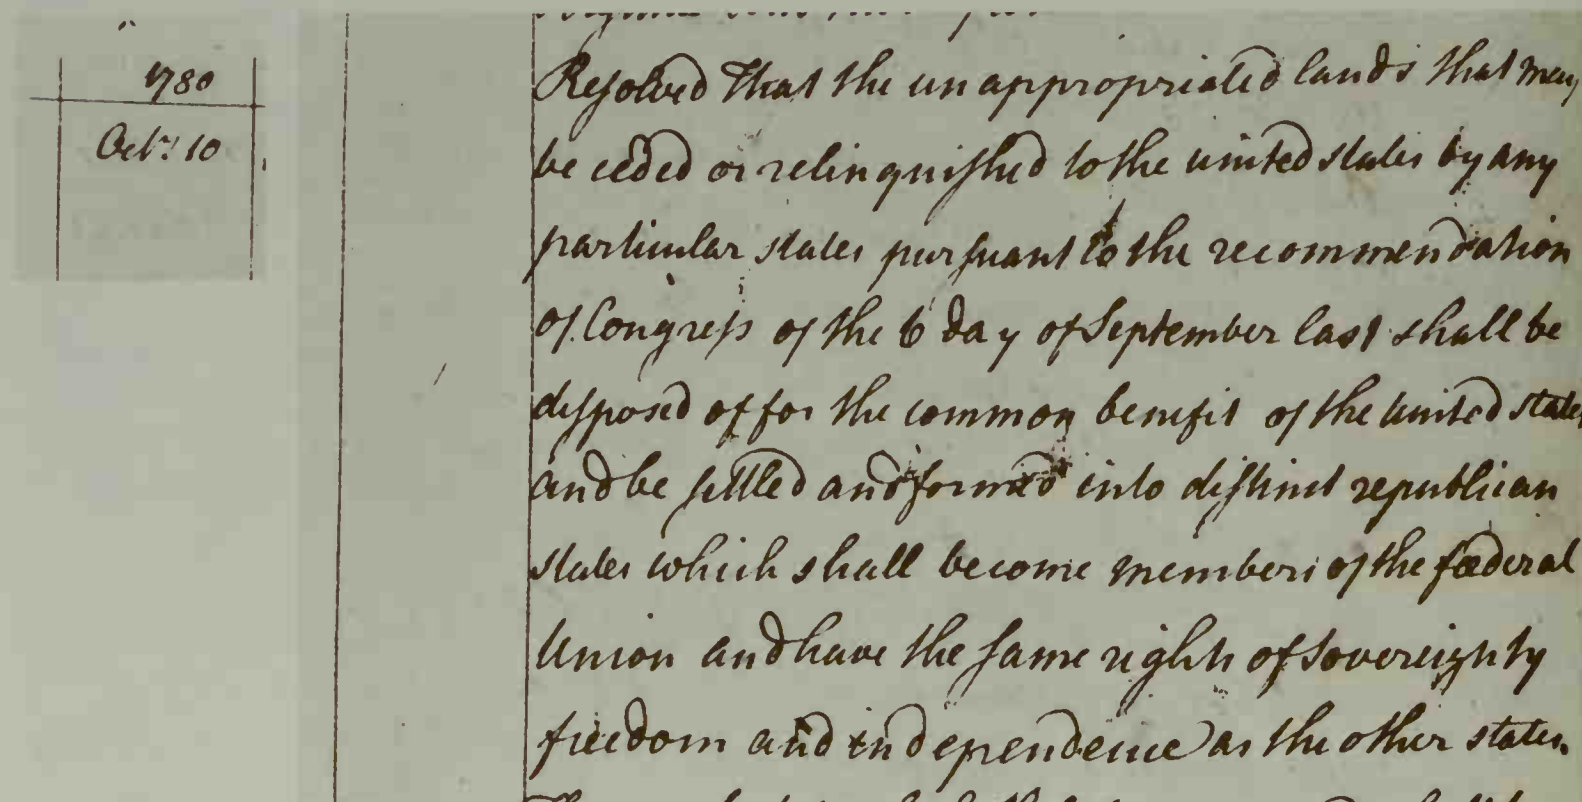 1780
Octr. 10
Resolved That the unappropriated lands that may
be ceded or relinquished to the united states by any
particular states pursuant to the recommendation
of Congress of the 6 day of September last shall be
disposed of for the common benefit of the united states
and be settled and formed into distinct republican
states which shall become members of the fœderal
Union and have the same rights of sovereignty
freedom and independence as the other states.